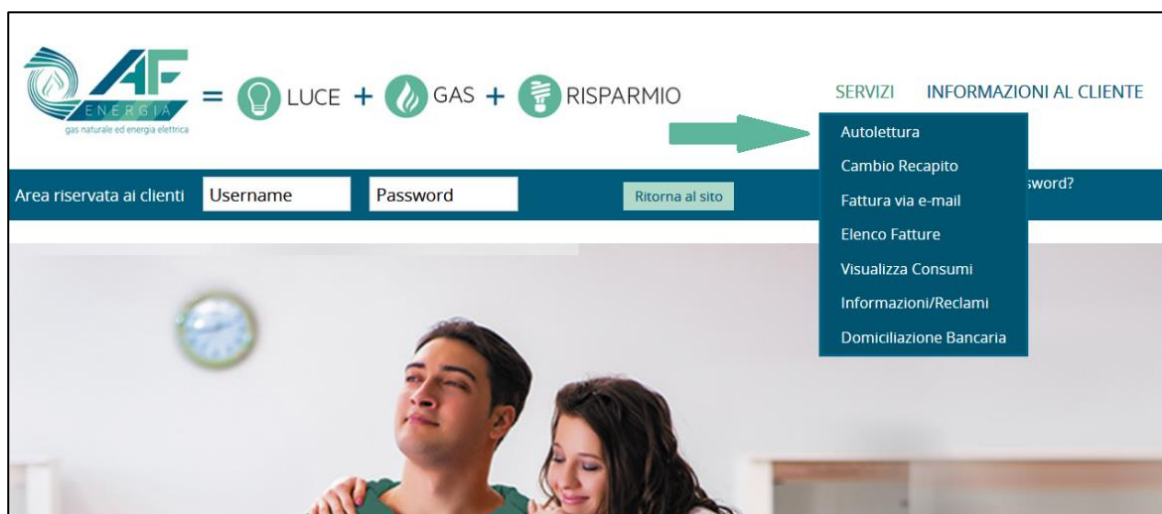 AF
ENERGIA
gas naturale ed energia elettrica
= LUCE + GAS + RISPARMIO
SERVIZI INFORMAZIONI AL CLIENTE
Autolettura
Cambio Recapito
Fattura via e-mail
Elenco Fatture
Visualizza Consumi
Informazioni/Reclami
Domiciliazione Bancaria
Area riservata ai clienti Username Password Ritorna al sito